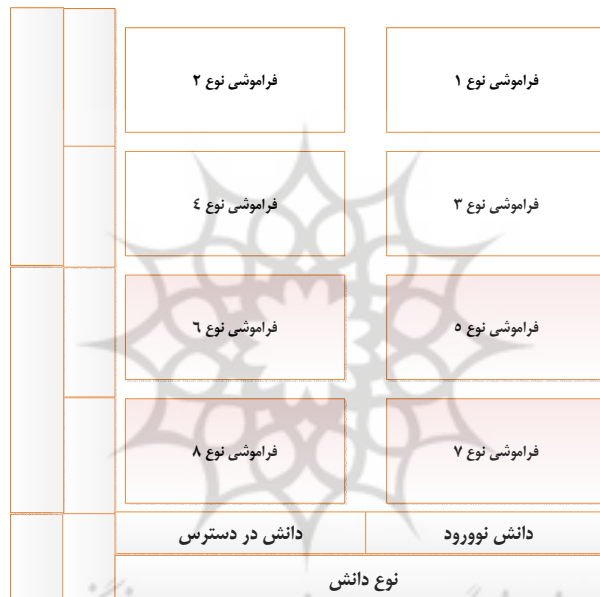 فراموشی نوع ۱
فراموشی نوع ۲
فراموشی نوع ۳
فراموشی نوع ٤
فراموشی نوع ٥
فراموشی نوع ٦
فراموشی نوع ۷
فراموشی نوع ۸
دانش نوورود
دانش در دسترس
نوع دانش